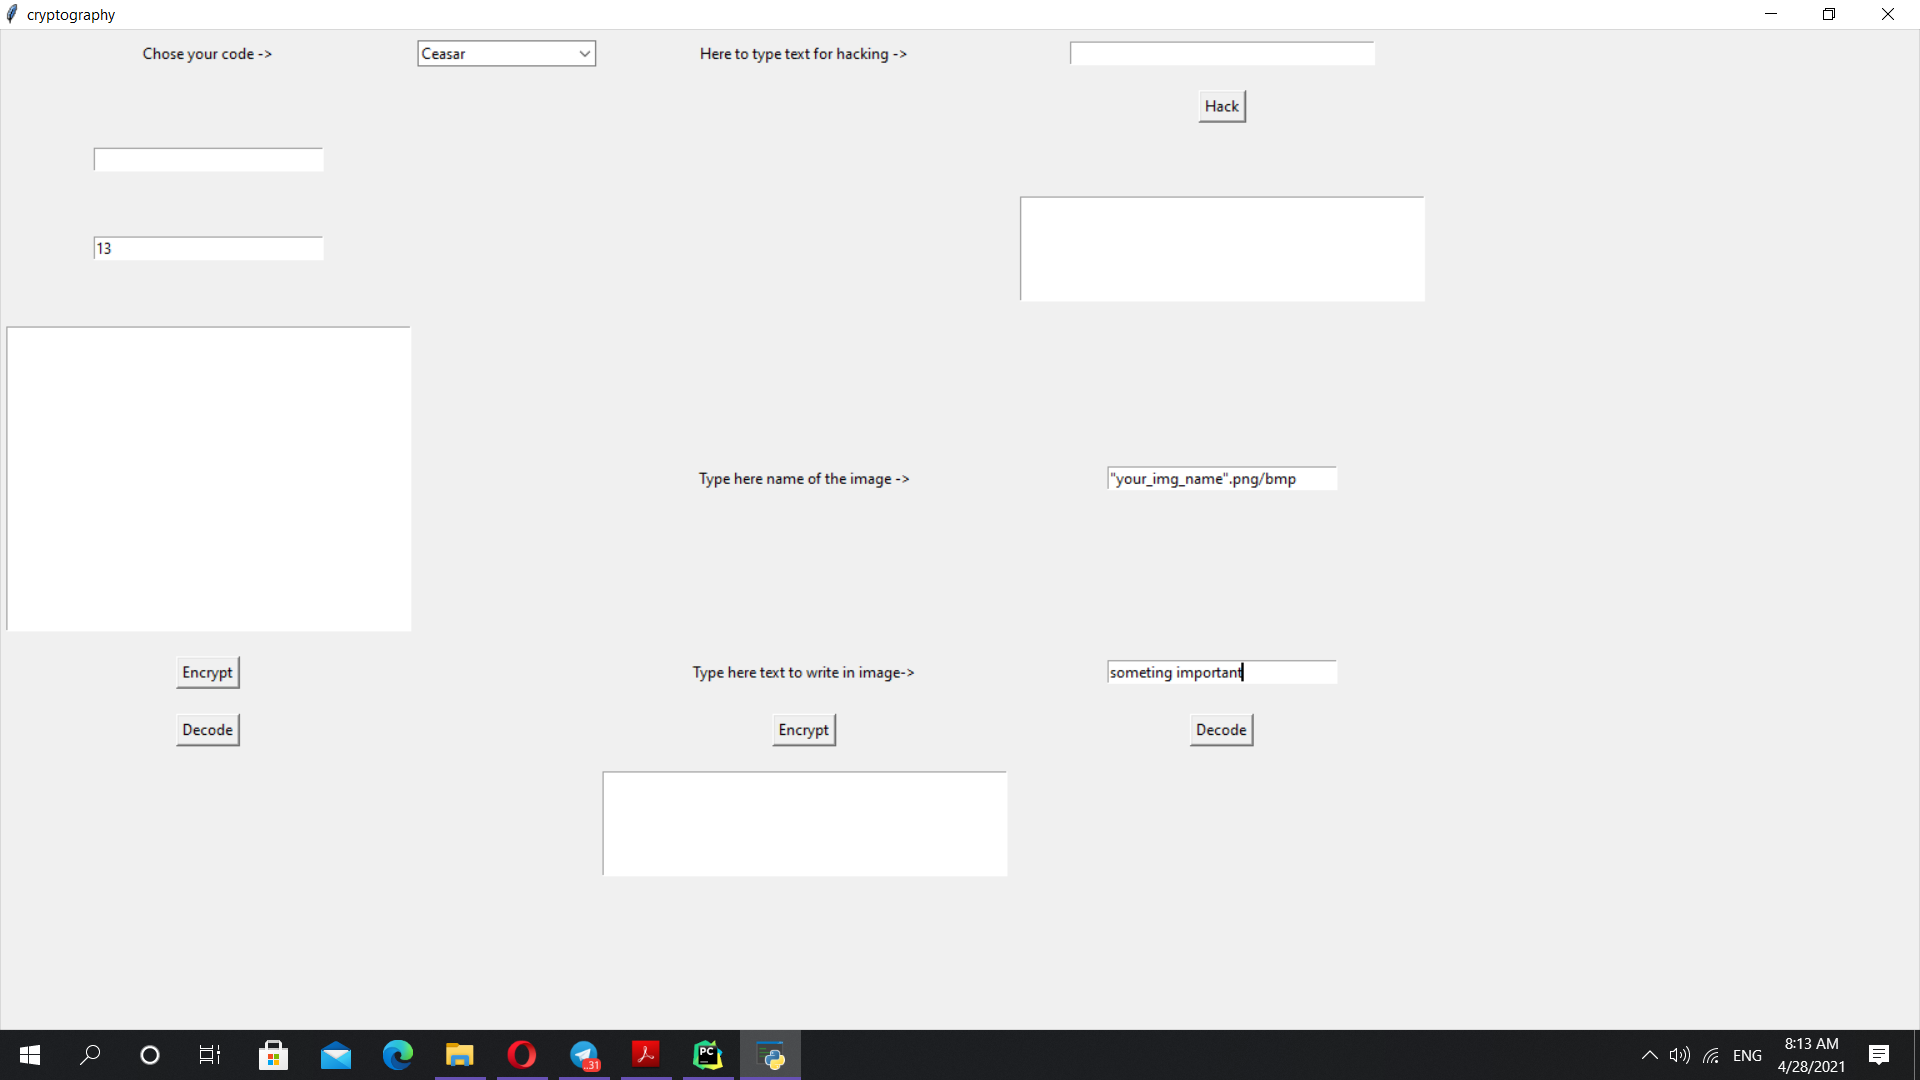 cryptography
Chose your code ->
Ceasar
Here to type text for hacking ->
Hack
13
Type here name of the image ->
"your_img_name".png/bmp
Encrypt
Type here text to write in image->
someting important
Decode
Encrypt
Decode
PC
..31
ENG
8:13 AM
4/28/2021